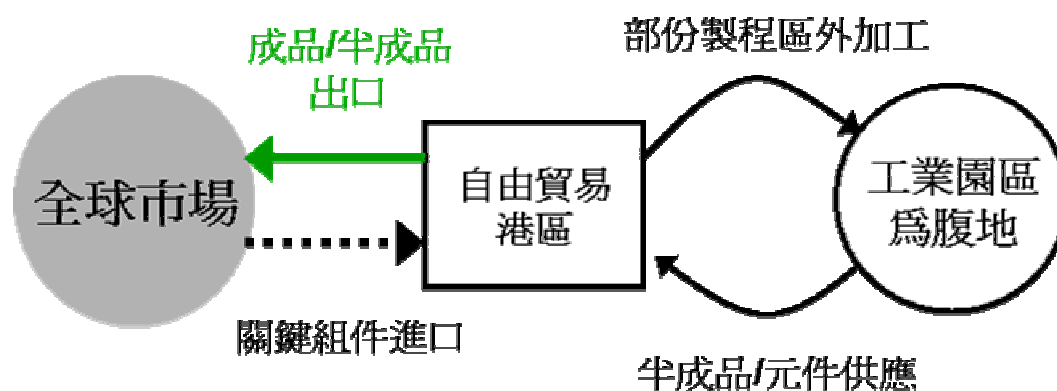 部份製程區外加工
成品/半成品
出口
全球市場
自由貿易
港區
工業園區
爲腹地
關鍵組件進口
半成品/元件供應